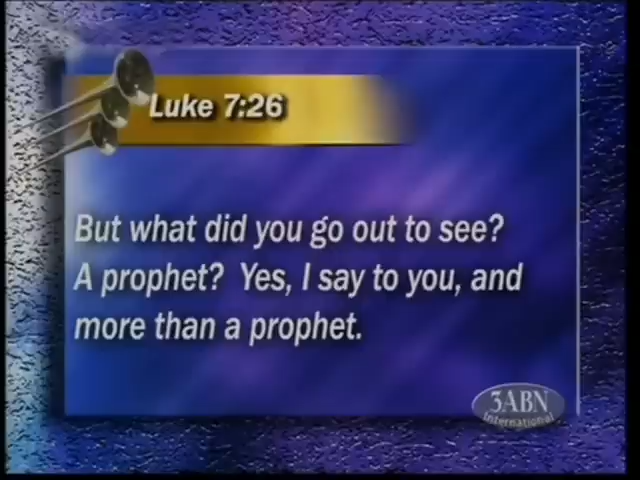 Luke 7:26
But what did you go out to see?
A prophet? Yes, I say to you, and
more than a prophet.
3ABN
International